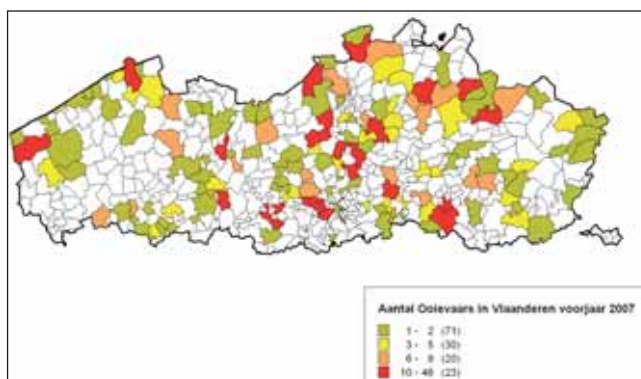 Aantal Ooievaars in Vlaanderen voorjaar 2007
1 - 2 (71)
3 - 5 (30)
6 - 9 (20)
10 - 46 (23)